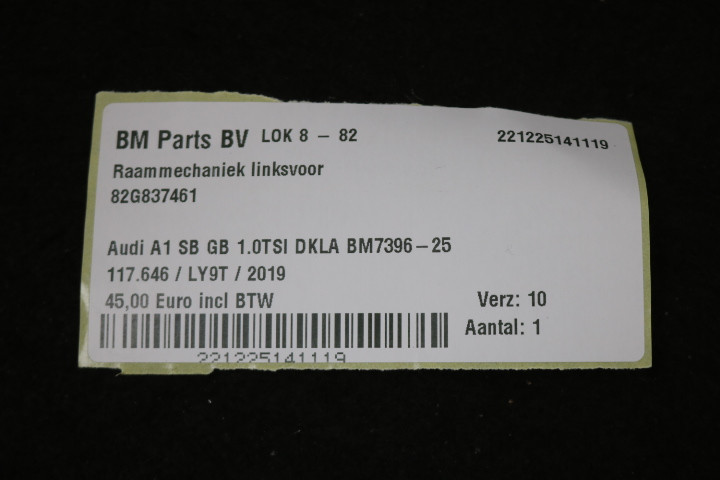 BM Parts BV LOK 8 - 82 221225141119
Raammechaniek linksvoor
82G837461
Audi A1 SB GB 1.0TSI DKLA BM7396-25
117.646 / LY9T / 2019
45,00 Euro incl BTW Verz: 10
Aantal: 1
221225141119